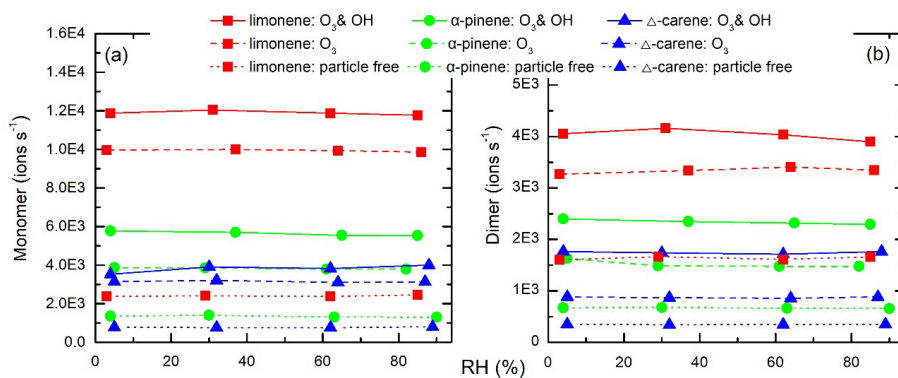 limonene: O₃& OH α-pinene: O₃ & OH △-carene: O₃ & OH
limonene: O₃ α-pinene: O₃ △-carene: O₃
limonene: particle free α-pinene: particle free △-carene: particle free
(a)
1.6E4
1.4E4
1.2E4
1.0E4
8.0E3
6.0E3
4.0E3
2.0E3
0.0
Monomer (ions s⁻¹)
0 20 40 60 80
(b)
4E3
3E3
2E3
1E3
0
Dimer (ions s⁻¹)
0 20 40 60 80
RH (%)